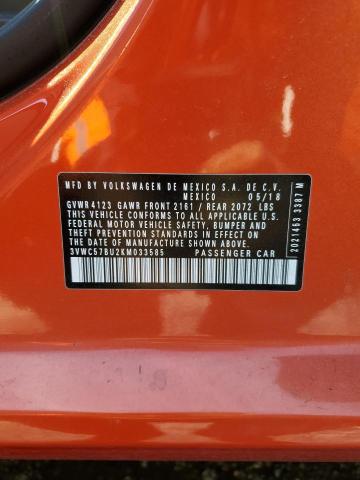 MFD BY VOLKSWAGEN DE MEXICO S.A. DE C.V.
MEXICO 05/18
GVWR4123 GAWR FRONT 2161 / REAR 2072 LBS
THIS VEHICLE CONFORMS TO ALL APPLICABLE U.S.
FEDERAL MOTOR VEHICLE SAFETY, BUMPER AND
THEFT PREVENTION STANDARDS IN EFFECT ON THE
DATE OF MANUFACTURE SHOWN ABOVE.
3VWC57BU2KM033585 PASSENGER CAR
2021453 3387 M